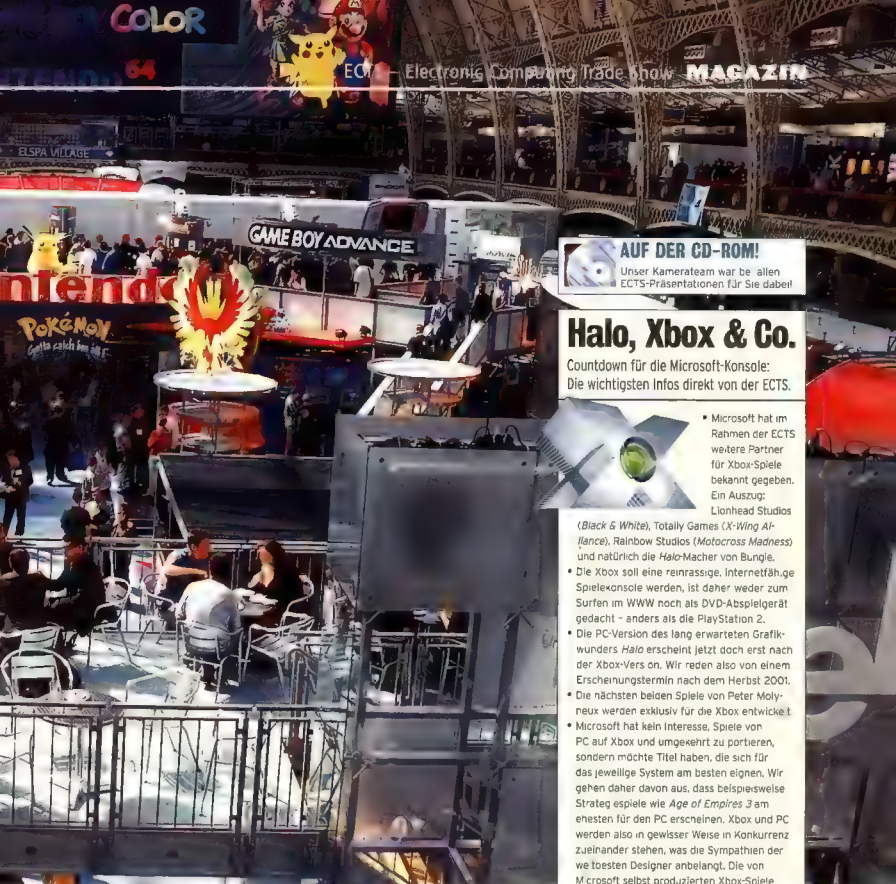 COLOR
64
Electronic Computing Trade Show MAGAZIN
ELSPA VILLAGE
GAME BOY ADVANCE
Nintendo
POKéMON
Gotta catch 'em all!
AUF DER CD-ROM!
Unser Kamerateam war bei allen
ECTS-Präsentationen für Sie dabei!
Halo, Xbox & Co.
Countdown für die Microsoft-Konsole:
Die wichtigsten Infos direkt von der ECTS.
• Microsoft hat im
Rahmen der ECTS
weitere Partner
für Xbox-Spiele
bekannt gegeben.
Ein Auszug:
Lionhead Studios
(Black & White), Totally Games (X-Wing Al-
liance), Rainbow Studios (Motocross Madness)
und natürlich die Halo-Macher von Bungie.
• Die Xbox soll eine reinrassige, internetfähige
Spielekonsole werden, ist daher weder zum
Surfen im WWW noch als DVD-Abspielgerät
gedacht – anders als die PlayStation 2.
• Die PC-Version des lang erwarteten Grafik-
wunders Halo erscheint jetzt doch erst nach
der Xbox-Version. Wir reden also von einem
Erscheinungstermin nach dem Herbst 2001.
• Die nächsten beiden Spiele von Peter Moly-
neux werden exklusiv für die Xbox entwickelt.
• Microsoft hat kein Interesse, Spiele von
PC auf Xbox und umgekehrt zu portieren,
sondern möchte Titel haben, die sich für
das jeweilige System am besten eignen. Wir
gehen daher davon aus, dass beispielsweise
Strategiespiele wie Age of Empires 3 am
ehesten für den PC erscheinen. Xbox und PC
werden also in gewisser Weise in Konkurrenz
zueinander stehen, was die Sympathien der
weltbesten Designer anbelangt. Die von
Microsoft selbst produzierten Xbox-Spiele